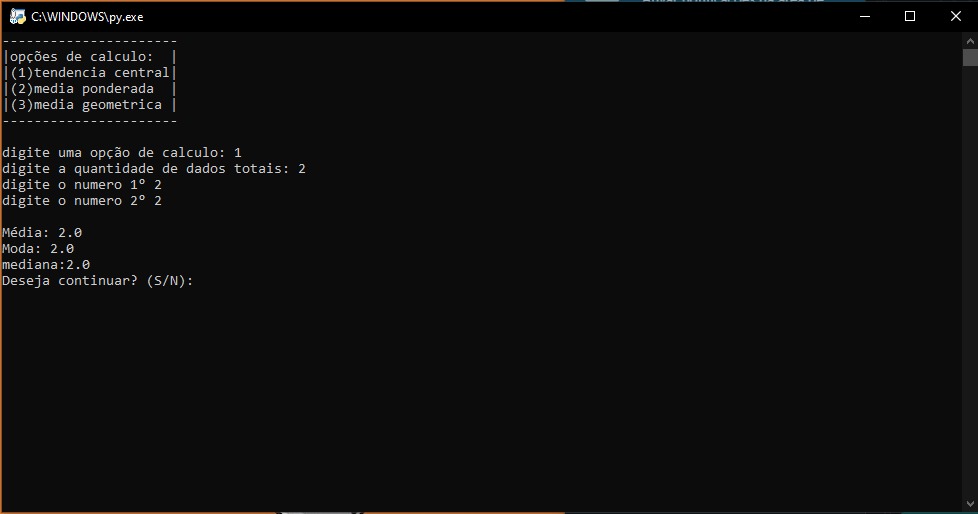 C:\WINDOWS\py.exe
----------------------
|opções de calculo:  |
|(1)tendencia central|
|(2)media ponderada  |
|(3)media geometrica |
----------------------
digite uma opção de calculo: 1
digite a quantidade de dados totais: 2
digite o numero 1º 2
digite o numero 2º 2
Média: 2.0
Moda: 2.0
mediana:2.0
Deseja continuar? (S/N):